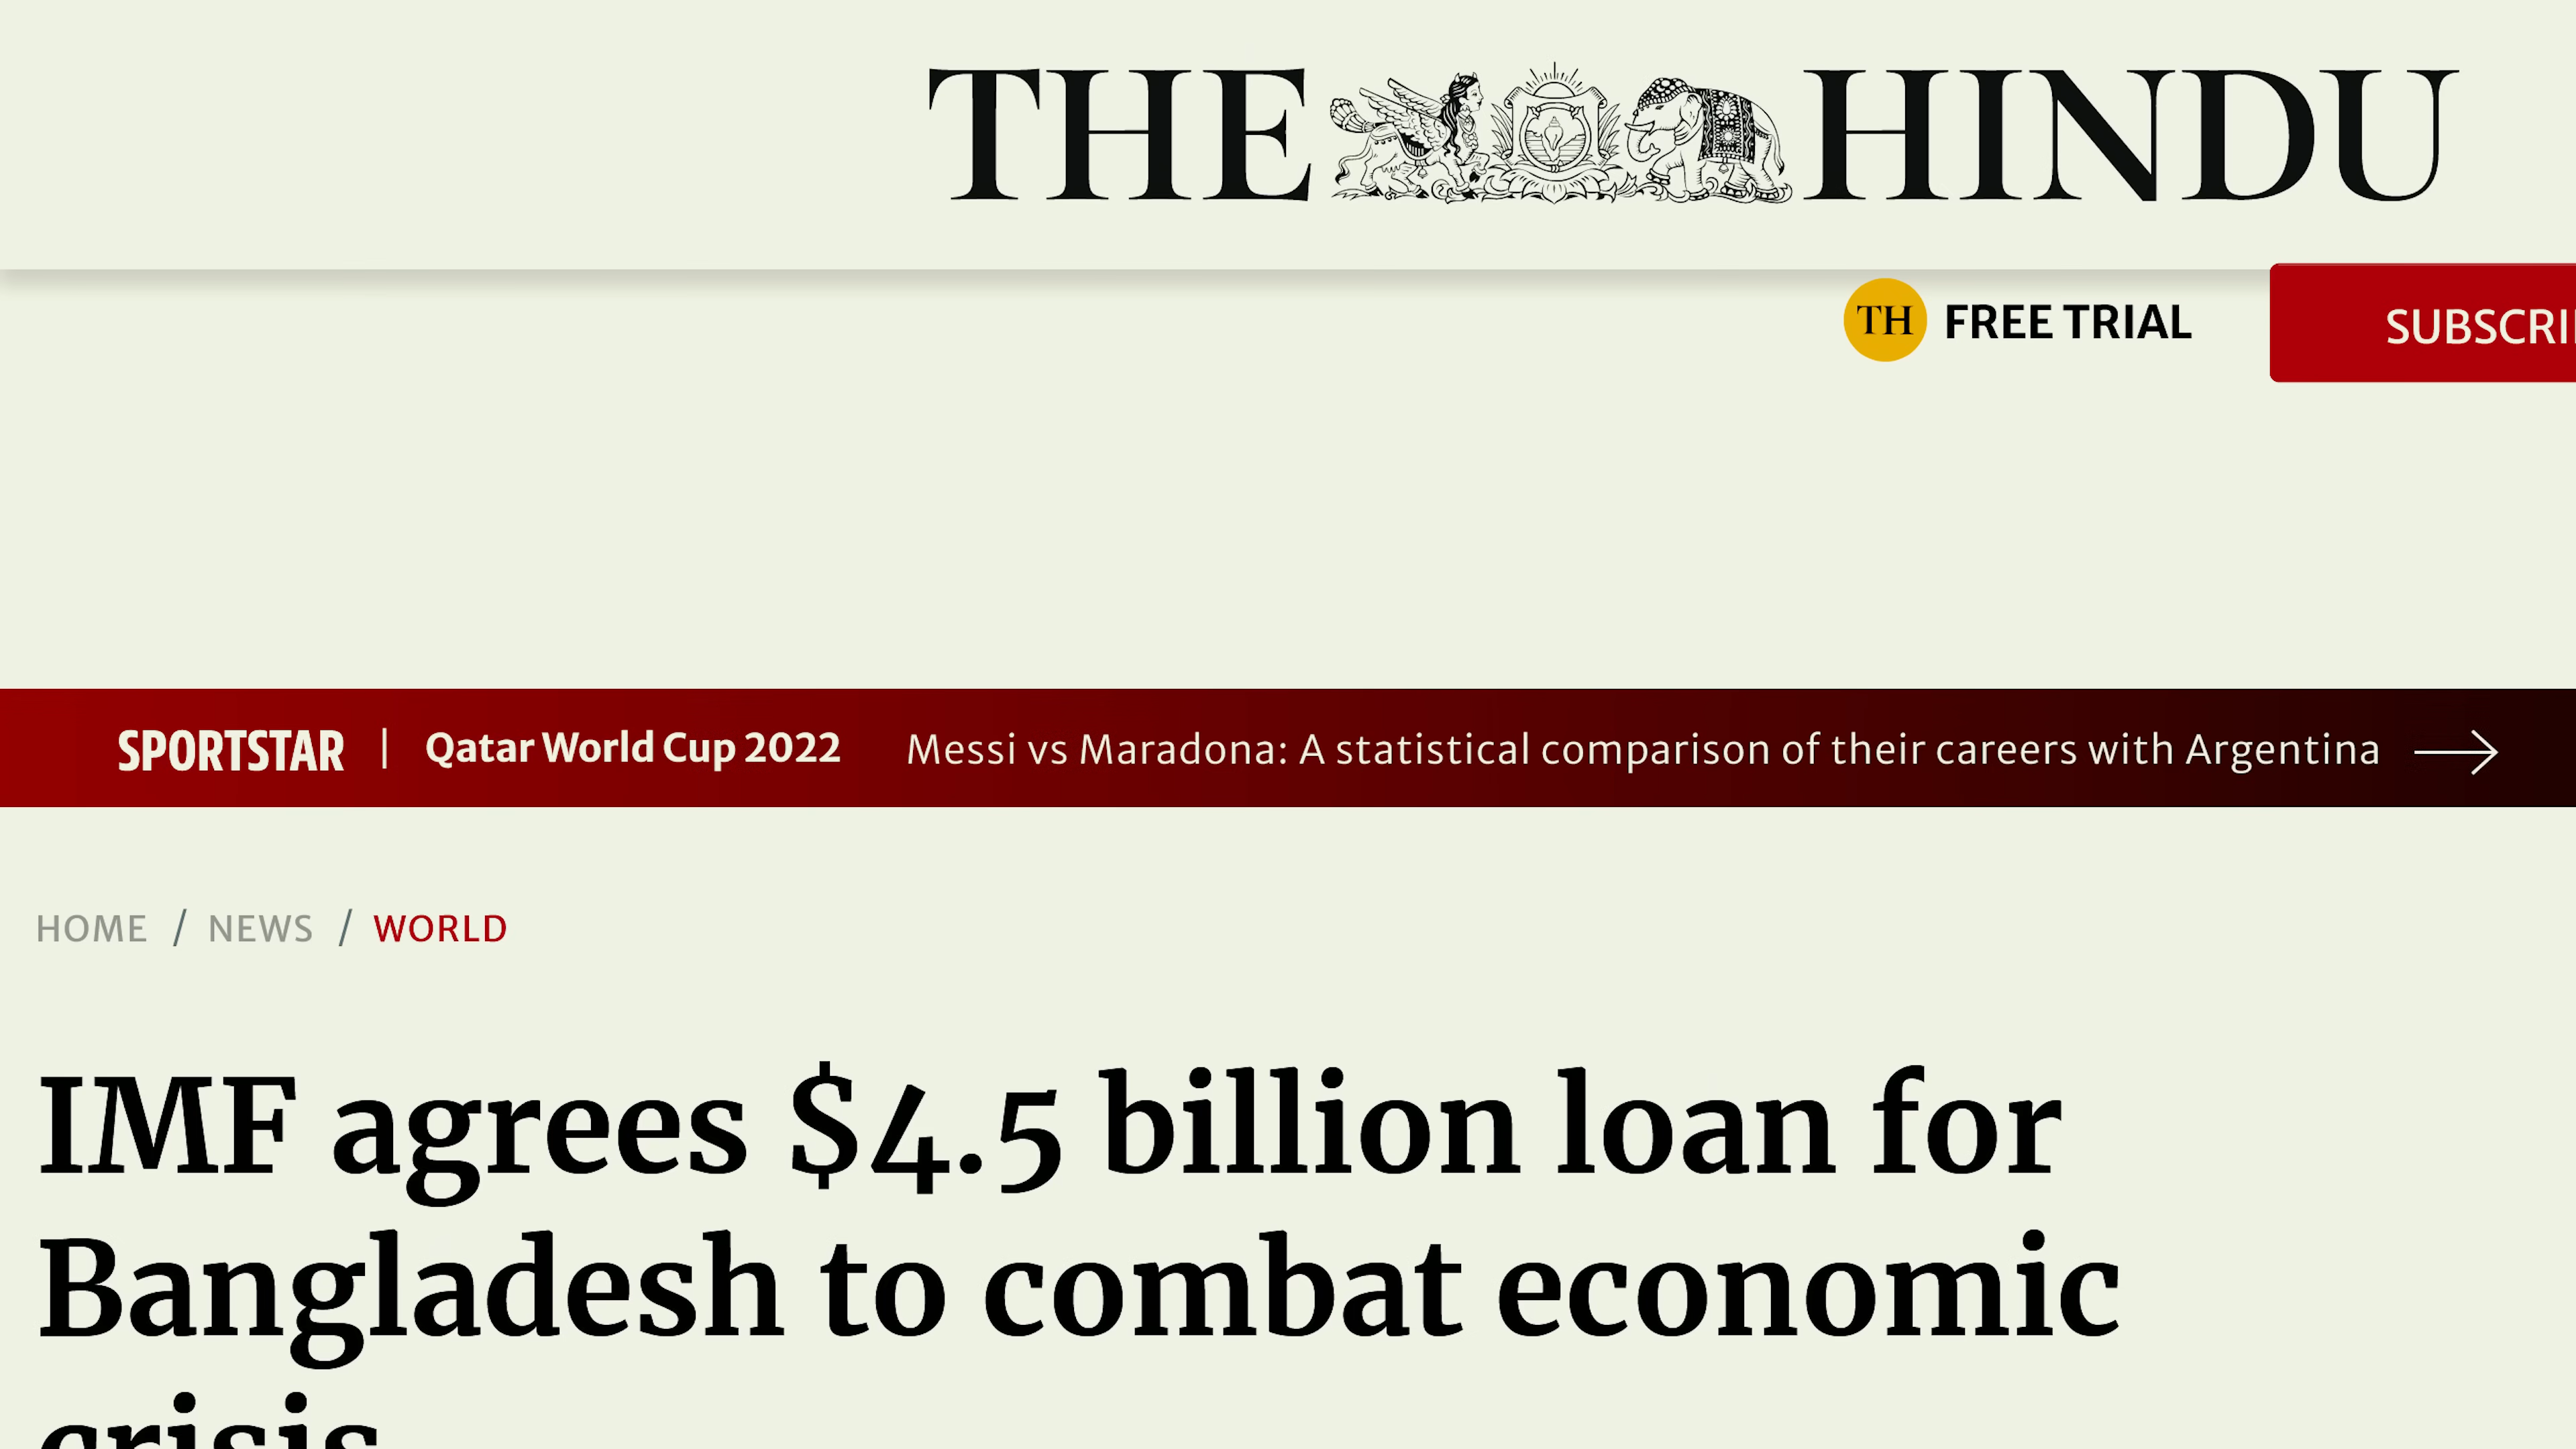 THE HINDU
TH FREE TRIAL
SPORTSTAR | Qatar World Cup 2022 Messi vs Maradona: A statistical comparison of their careers with Argentina
HOME / NEWS / WORLD
IMF agrees $4.5 billion loan for
Bangladesh to combat economic
crisis